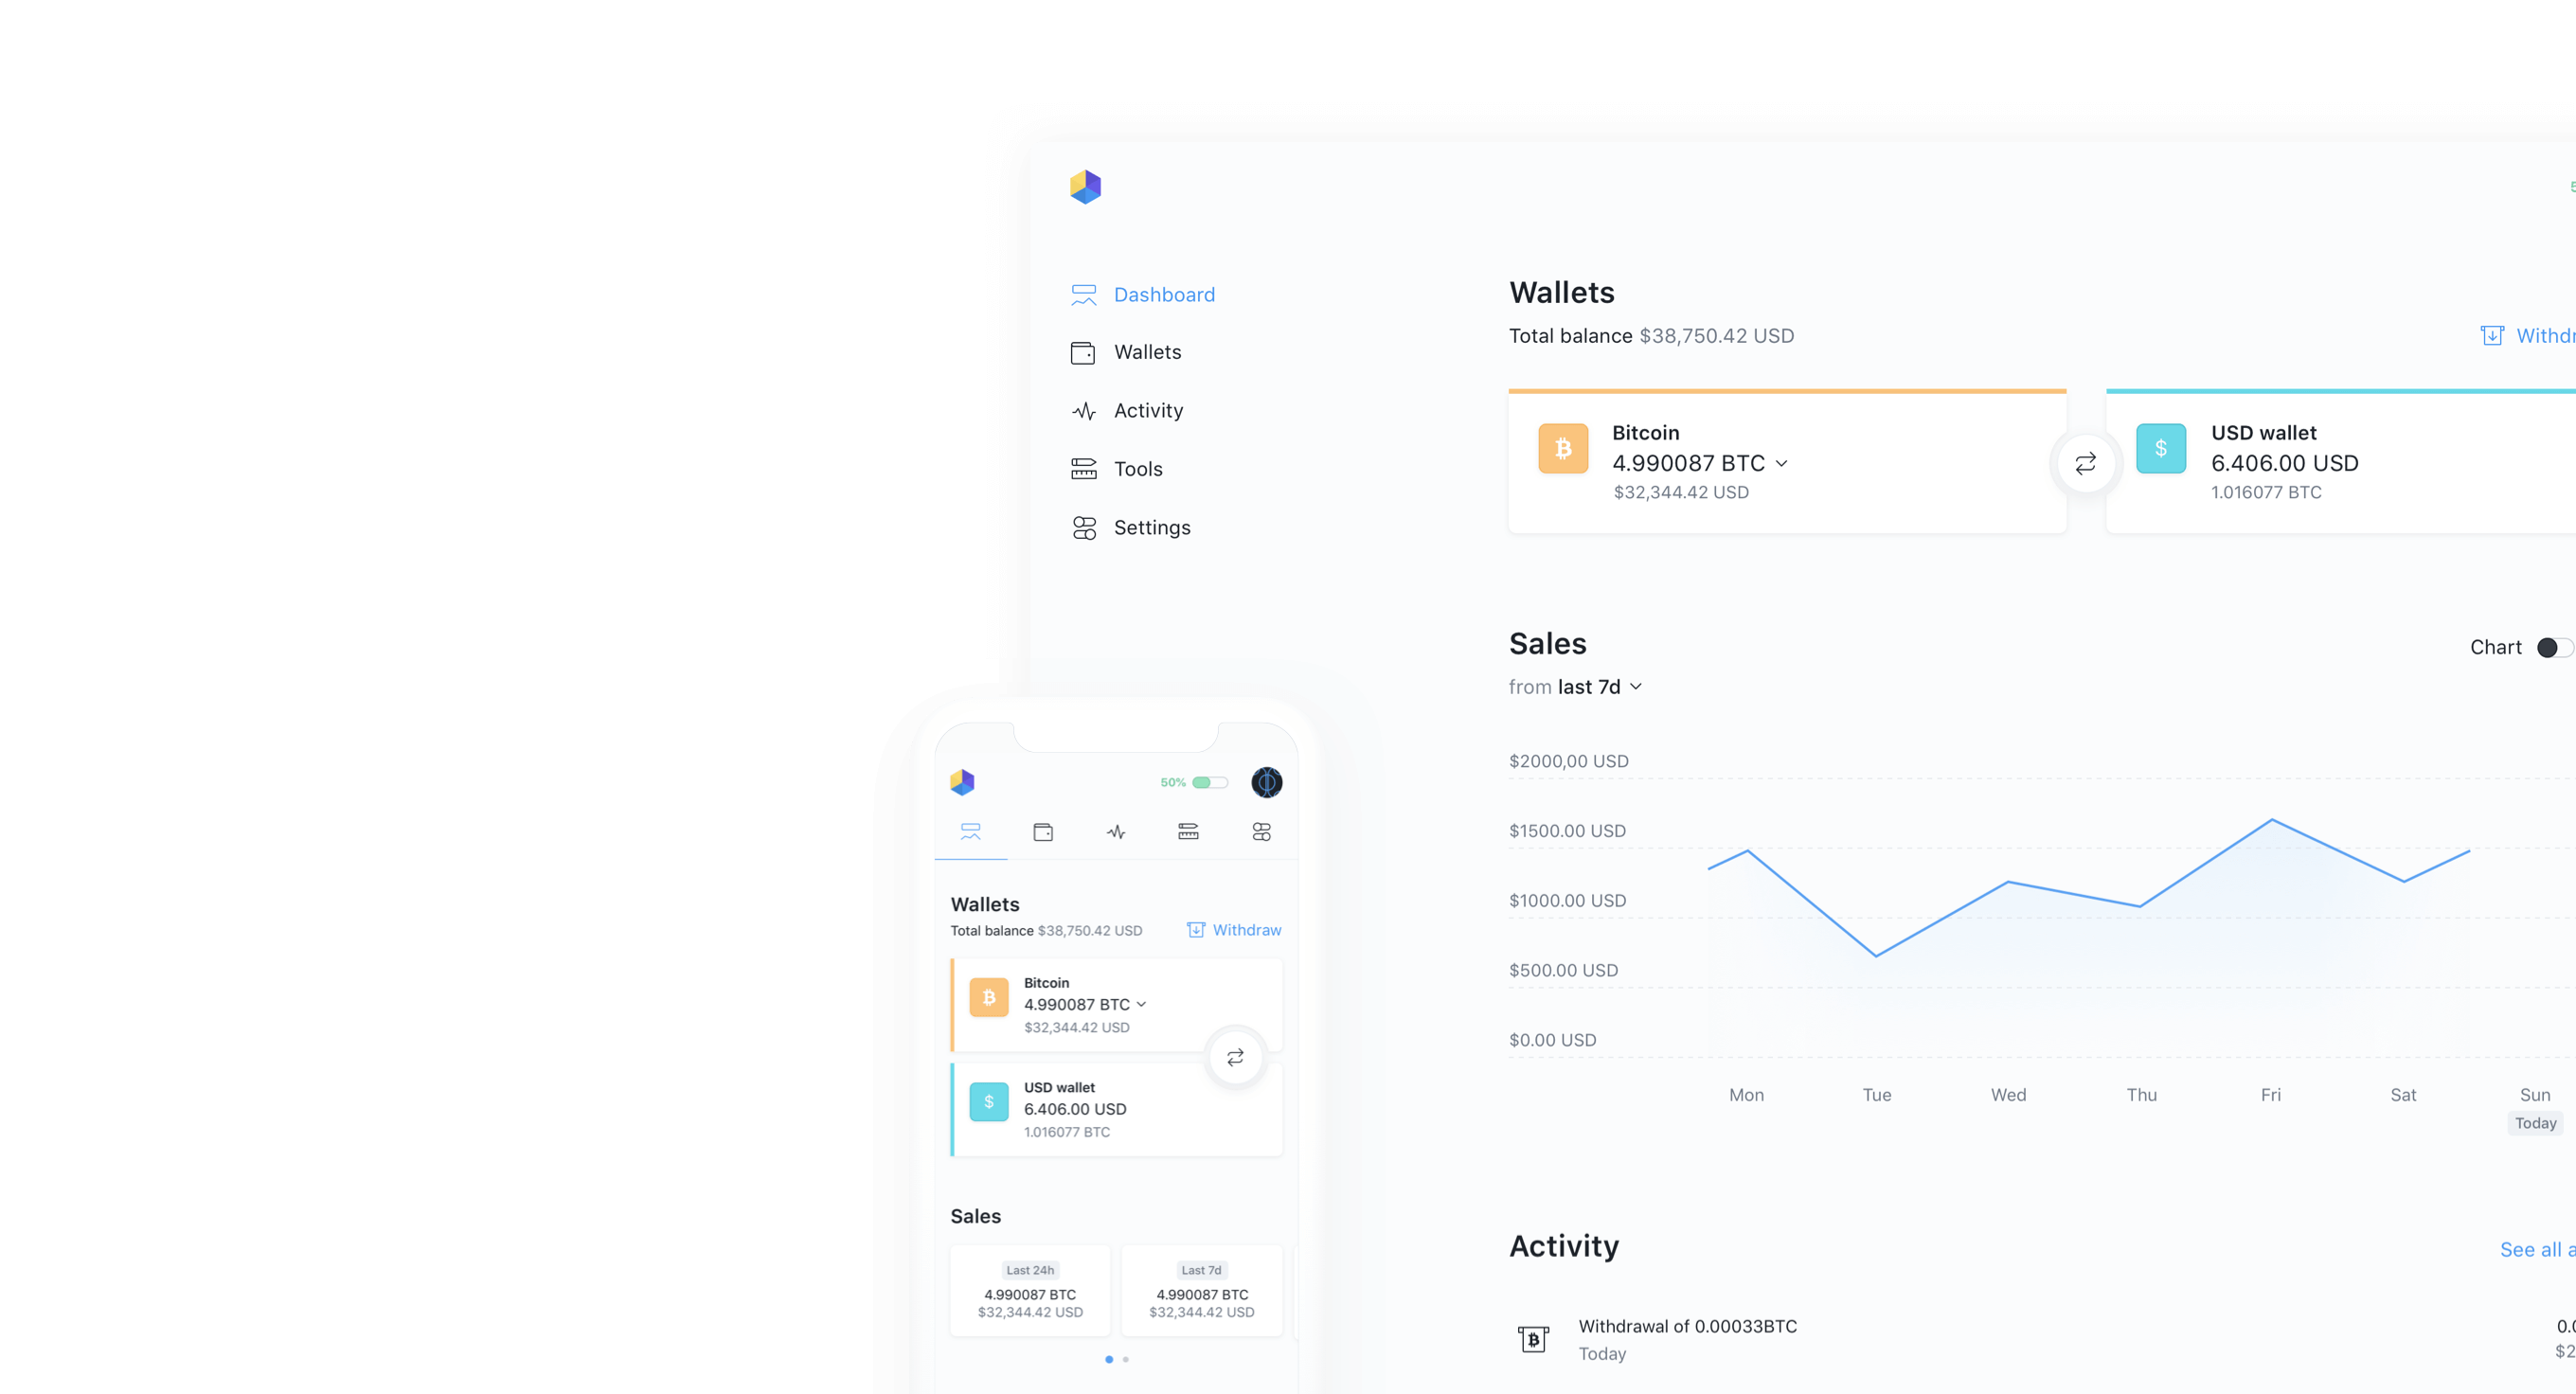 Dashboard
Wallets
Activity
Tools
Settings
Wallets
Total balance $38,750.42 USD
Bitcoin
4.990087 BTC
$32,344.42 USD
USD wallet
6.406.00 USD
1.016077 BTC
Sales
Chart
from last 7d
$2000,00 USD
$1500.00 USD
$1000.00 USD
$500.00 USD
$0.00 USD
Mon Tue Wed Thu Fri Sat Sun
Today
Activity
See all
Withdrawal of 0.00033BTC
Today
50%
Wallets
Total balance $38,750.42 USD
Withdraw
Bitcoin
4.990087 BTC
$32,344.42 USD
USD wallet
6.406.00 USD
1.016077 BTC
Sales
Last 24h
4.990087 BTC
$32,344.42 USD
Last 7d
4.990087 BTC
$32,344.42 USD